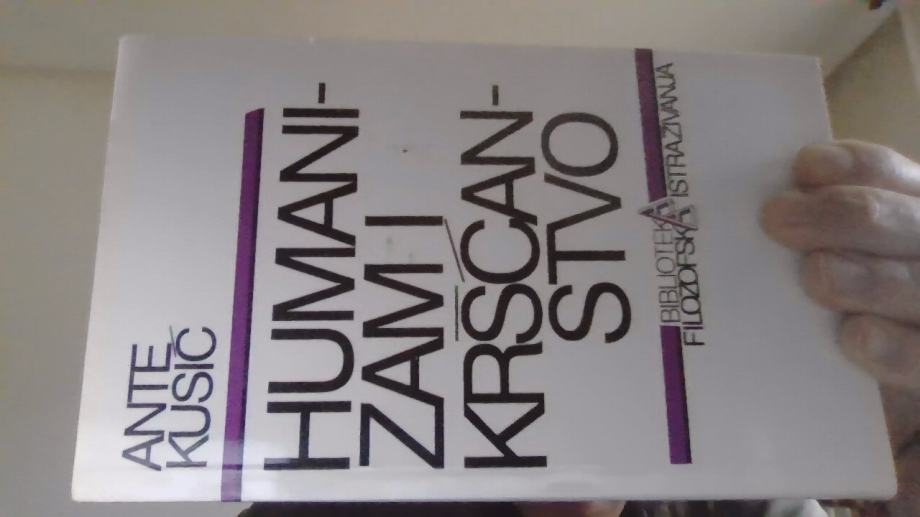 ANTE
KUSIĆ
HUMANI-
ZAM I
KRŠĆAN-
STVO
BIBLIOTEKA
FILOZOFSKA ISTRAŽIVANJA